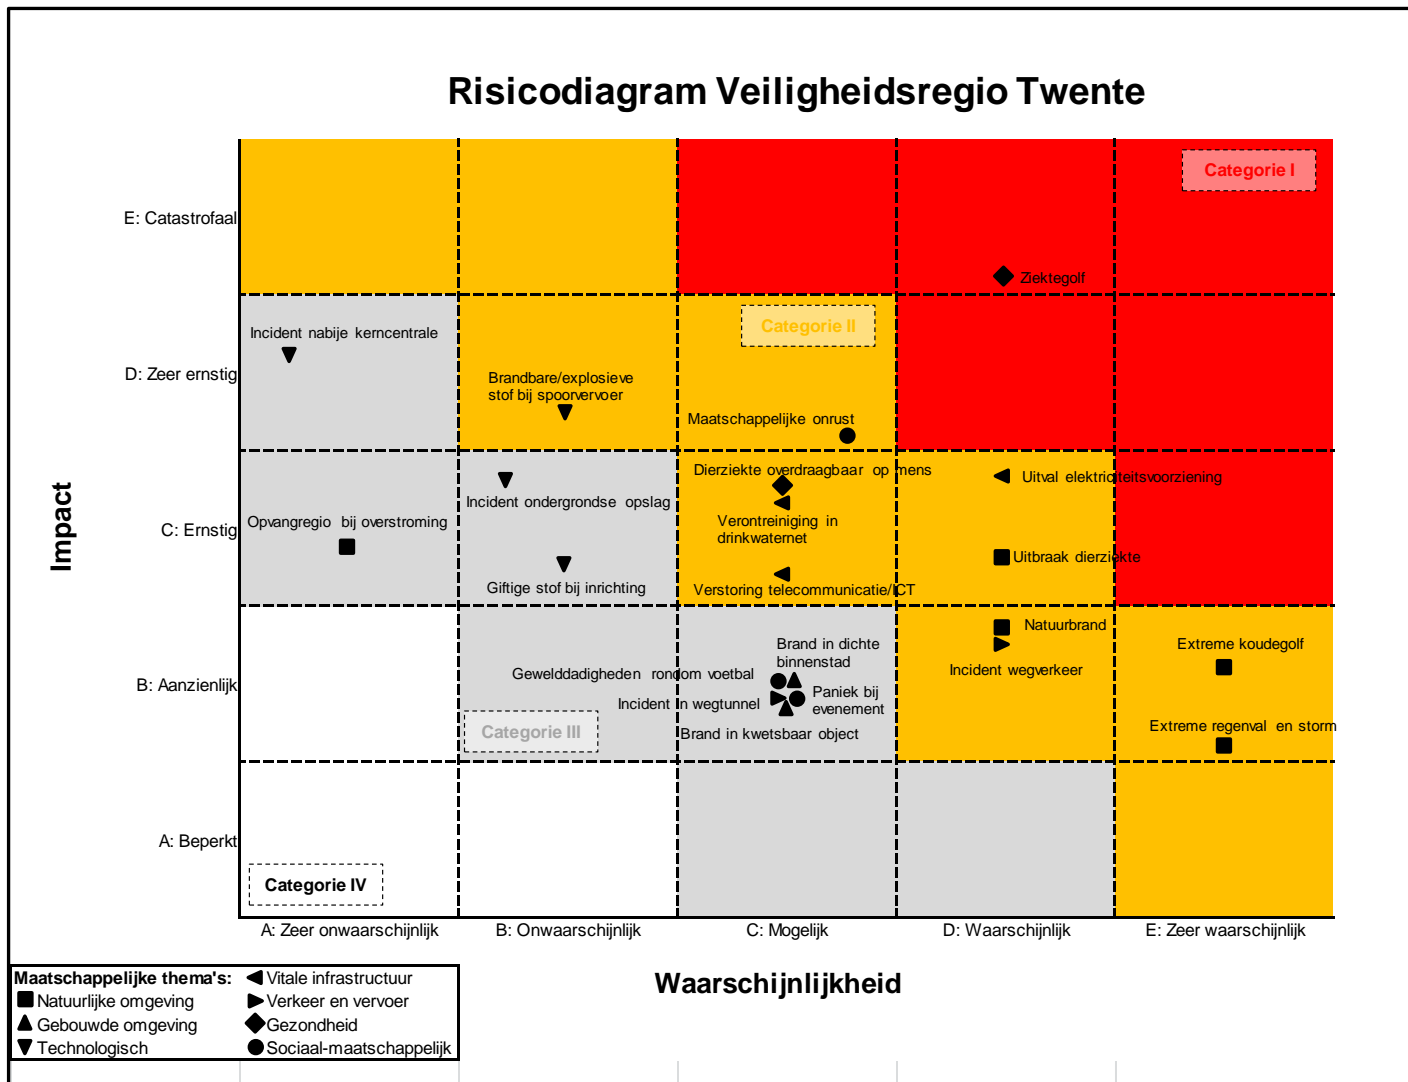 Risicodiagram Veiligheidsregio Twente
Categorie I
E: Catastrofaal
Ziektegolf
Incident nabije kerncentrale
Categorie II
D: Zeer ernstig
Brandbare/explosieve
stof bij spoorvervoer
Maatschappelijke onrust
Dierziekte overdraagbaar op mens
Uitval elektriciteitsvoorziening
Incident ondergrondse opslag
Impact
C: Ernstig
Opvangregio bij overstroming
Verontreiniging in
drinkwaternet
Uitbraak dierziekte
Giftige stof bij inrichting
Verstoring telecommunicatie/ICT
Natuurbrand
Brand in dichte
binnenstad
Extreme koudegolf
Incident wegverkeer
Gewelddadigheden rondom voetbal
B: Aanzienlijk
Paniek bij
evenement
Incident in wegtunnel
Categorie III
Brand in kwetsbaar object
Extreme regenval en storm
A: Beperkt
Categorie IV
A: Zeer onwaarschijnlijk
B: Onwaarschijnlijk
C: Mogelijk
D: Waarschijnlijk
E: Zeer waarschijnlijk
Waarschijnlijkheid
Maatschappelijke thema's:
Natuurlijke omgeving
Gebouwde omgeving
Technologisch
Vitale infrastructuur
Verkeer en vervoer
Gezondheid
Sociaal-maatschappelijk